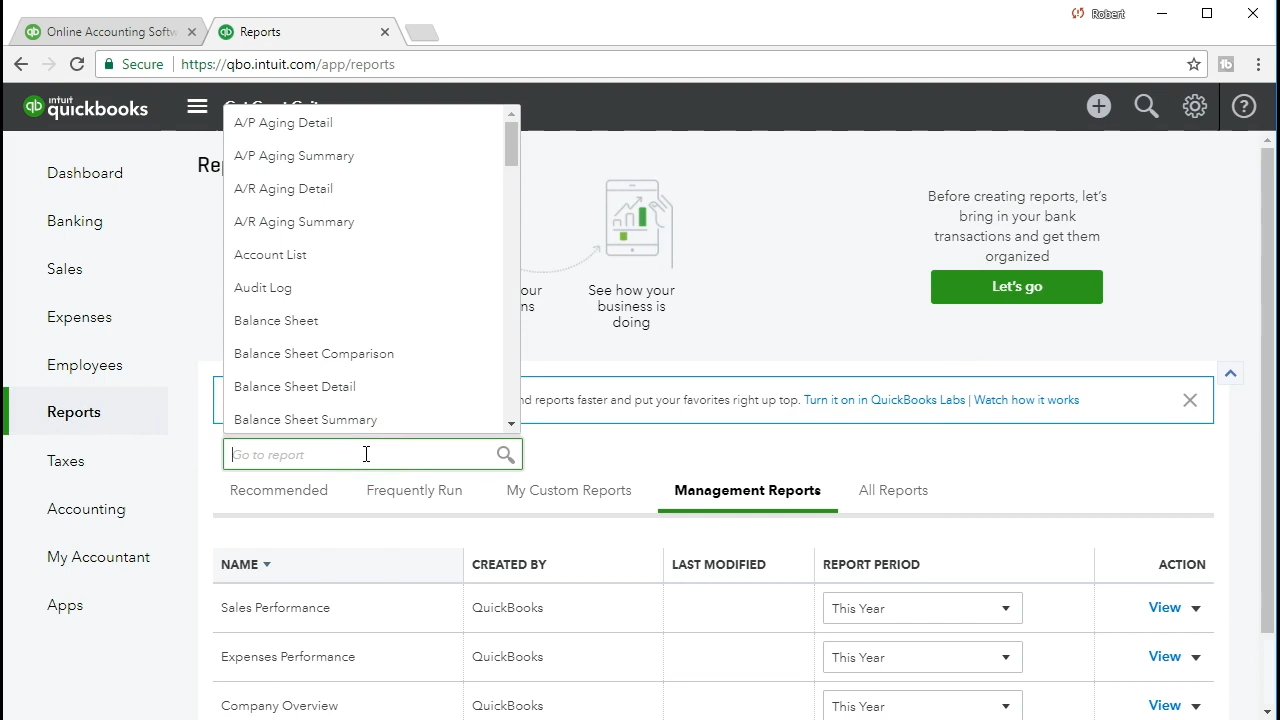 Online Accounting Softw
Reports
Robert
Secure
https://qbo.intuit.com/app/reports
intuit
quickbooks
Dashboard
Banking
Sales
Expenses
Employees
Reports
Taxes
Accounting
My Accountant
Apps
Re
A/P Aging Detail
A/P Aging Summary
A/R Aging Detail
A/R Aging Summary
Account List
Audit Log
Balance Sheet
Balance Sheet Comparison
Balance Sheet Detail
Balance Sheet Summary
our
ns
See how your
business is
doing
Before creating reports, let's
bring in your bank
transactions and get them
organized
Let's go
nd reports faster and put your favorites right up top. Turn it on in QuickBooks Labs | Watch how it works
Go to report
Recommended Frequently Run My Custom Reports Management Reports All Reports
NAME CREATED BY LAST MODIFIED REPORT PERIOD ACTION
Sales Performance QuickBooks This Year View
Expenses Performance QuickBooks This Year View
Company Overview QuickBooks This Year View